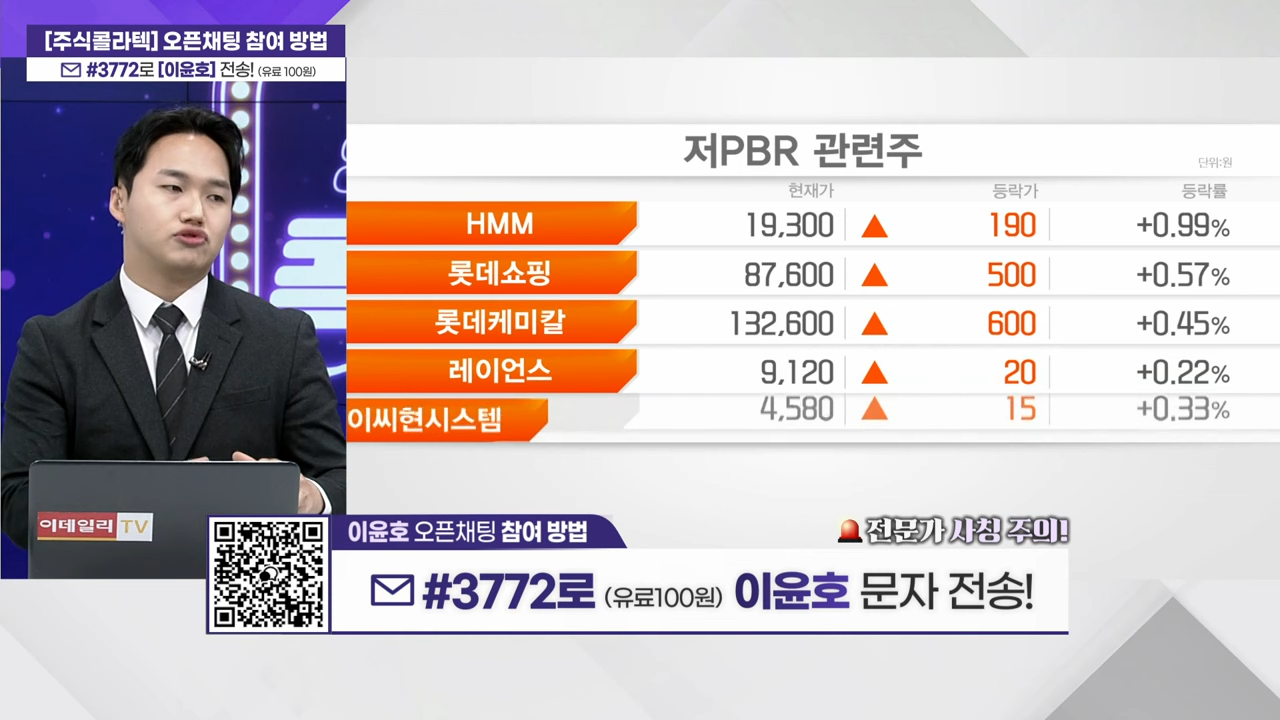 [주식콜라텍] 오픈채팅 참여 방법
#3772로 [이윤호] 전송! (유료 100원)
저PBR 관련주
단위:원
현재가 등락가 등락률
HMM 19,300 ▲ 190 +0.99%
롯데쇼핑 87,600 ▲ 500 +0.57%
롯데케미칼 132,600 ▲ 600 +0.45%
레이언스 9,120 ▲ 20 +0.22%
이씨현시스템 4,580 ▲ 15 +0.33%
이데일리 TV
이윤호 오픈채팅 참여 방법
전문가 사칭 주의!
#3772로 (유료100원) 이윤호 문자 전송!